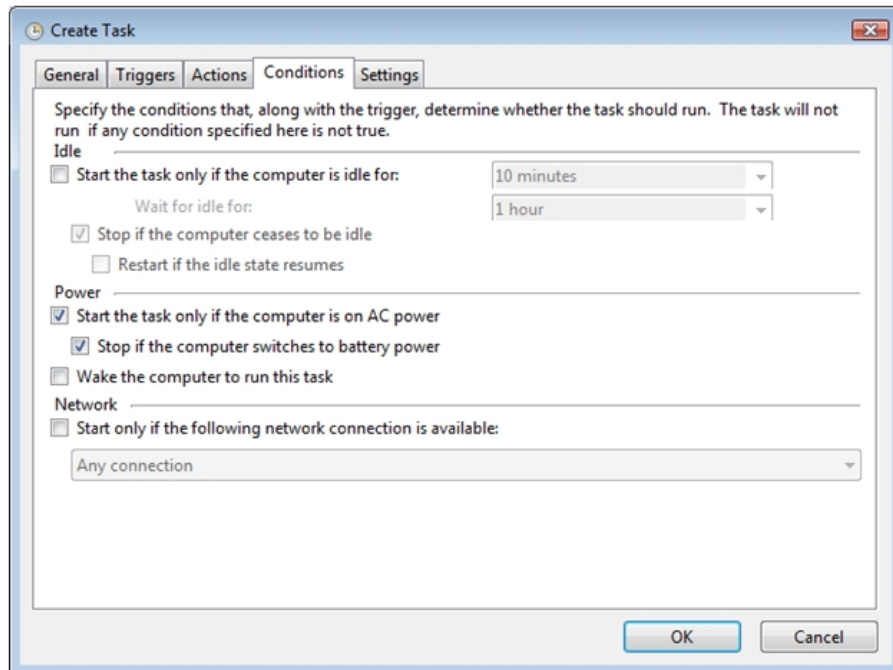 Create Task
General Triggers Actions Conditions Settings
Specify the conditions that, along with the trigger, determine whether the task should run.  The task will not
run  if any condition specified here is not true.
Idle
Start the task only if the computer is idle for: 10 minutes
Wait for idle for: 1 hour
Stop if the computer ceases to be idle
Restart if the idle state resumes
Power
Start the task only if the computer is on AC power
Stop if the computer switches to battery power
Wake the computer to run this task
Network
Start only if the following network connection is available:
Any connection
OK Cancel